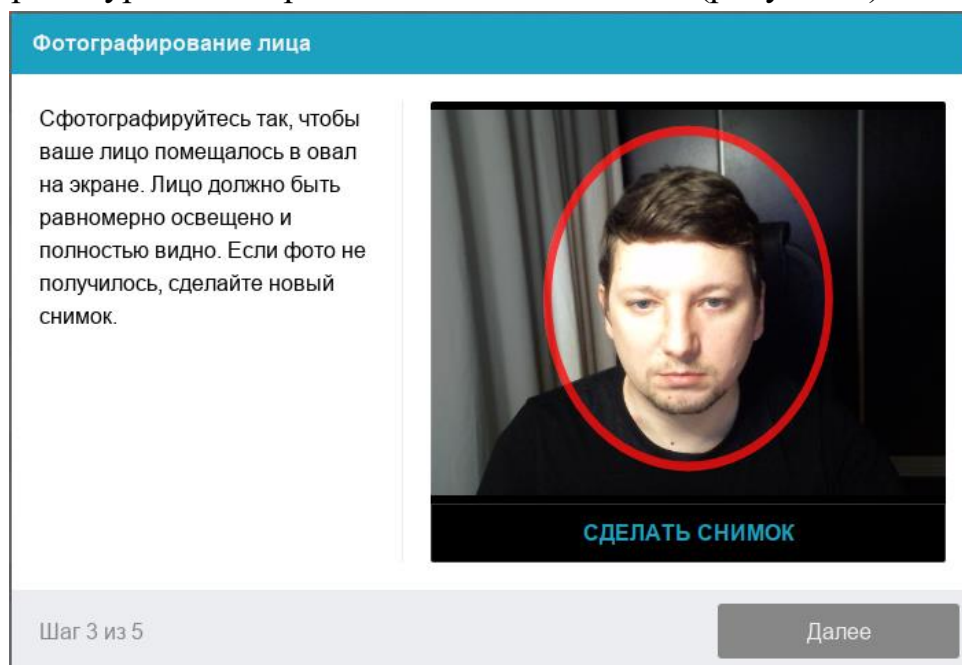 Фотографирование лица
Сфотографируйтесь так, чтобы
ваше лицо помещалось в овал
на экране. Лицо должно быть
равномерно освещено и
полностью видно. Если фото не
получилось, сделайте новый
снимок.
СДЕЛАТЬ СНИМОК
Шаг 3 из 5
Далее